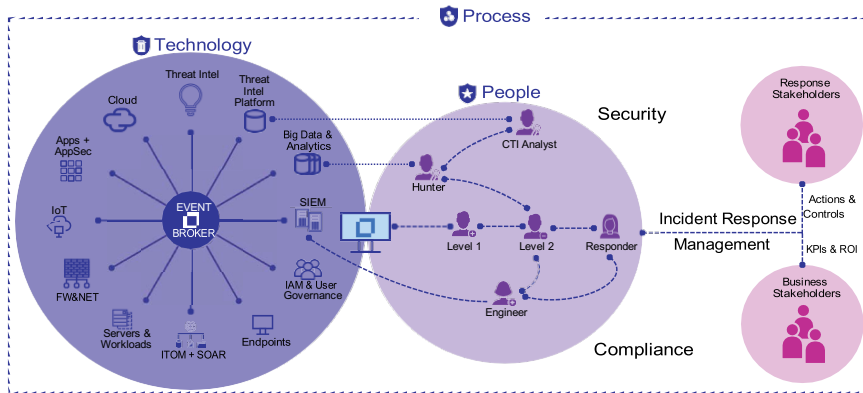 Process
Technology
Threat Intel
Threat
Intel
Platform
Cloud
Big Data &
Analytics
Apps +
AppSec
SIEM
IoT
EVENT
BROKER
FW&NET
IAM & User
Governance
Servers &
Workloads
ITOM + SOAR
Endpoints
People
CTI Analyst
Hunter
Level 1
Level 2
Responder
Engineer
Security
Incident Response
Management
Compliance
Response
Stakeholders
Actions &
Controls
KPIs & ROI
Business
Stakeholders